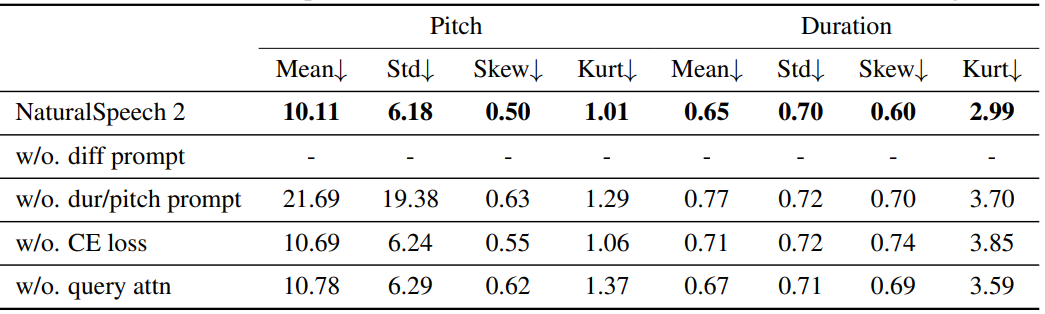 Pitch Duration
Mean↓ Std↓ Skew↓ Kurt↓ Mean↓ Std↓ Skew↓ Kurt↓
NaturalSpeech 2 10.11 6.18 0.50 1.01 0.65 0.70 0.60 2.99
w/o. diff prompt - - - - - - - -
w/o. dur/pitch prompt 21.69 19.38 0.63 1.29 0.77 0.72 0.70 3.70
w/o. CE loss 10.69 6.24 0.55 1.06 0.71 0.72 0.74 3.85
w/o. query attn 10.78 6.29 0.62 1.37 0.67 0.71 0.69 3.59